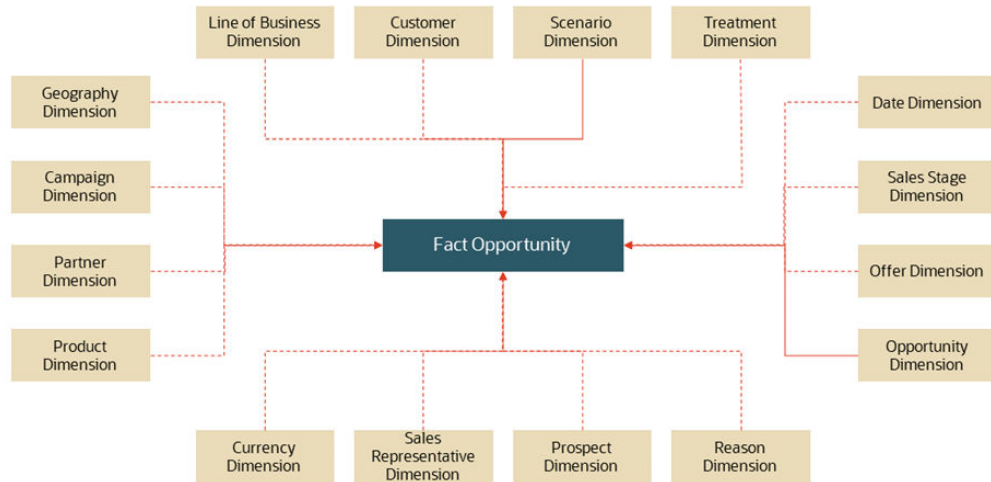 Line of Business
Dimension
Customer
Dimension
Scenario
Dimension
Treatment
Dimension
Geography
Dimension
Campaign
Dimension
Partner
Dimension
Product
Dimension
Fact Opportunity
Date Dimension
Sales Stage
Dimension
Offer Dimension
Opportunity
Dimension
Currency
Dimension
Sales
Representative
Dimension
Prospect
Dimension
Reason
Dimension